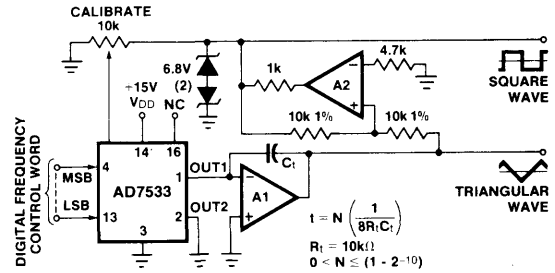 CALIBRATE
10k
6.8V
(2)
+15V
VDD
NC
1k
A2
4.7k
SQUARE
WAVE
10k 1%
10k 1%
DIGITAL FREQUENCY
CONTROL WORD
MSB
LSB
4
14
16
1
AD7533
13
2
3
OUT1
OUT2
Ct
A1
TRIANGULAR
WAVE
t = N (1/8RtCt)
Rt = 10kΩ
0 < N ≤ (1 - 2⁻¹⁰)